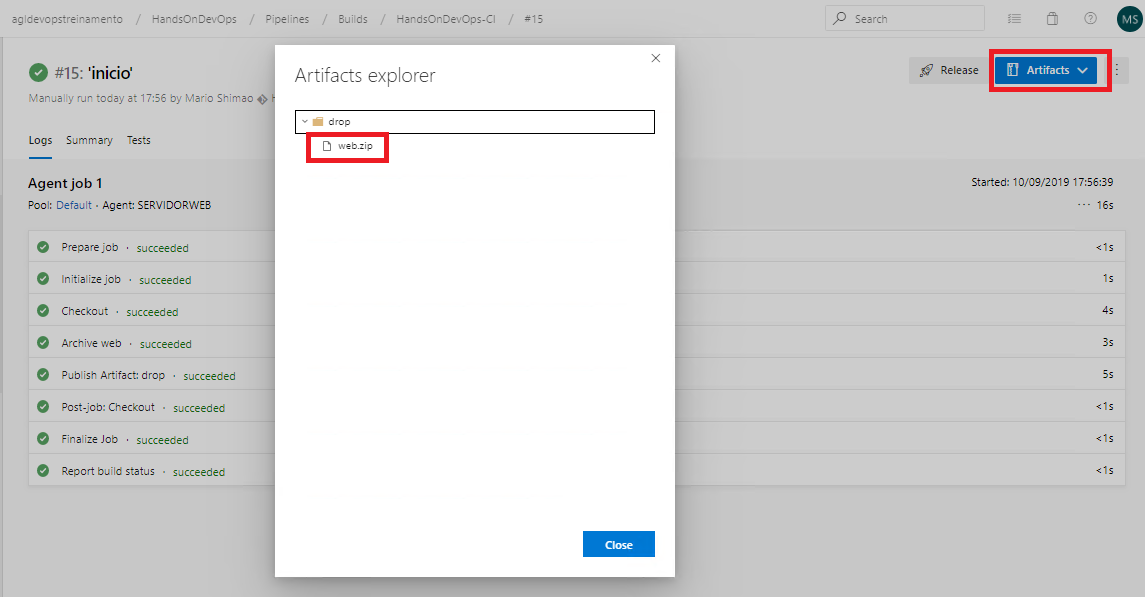 agidevopstreinamento / HandsOnDevOps / Pipelines / Builds / HandsOnDevOps-CI / #15
Search
MS
#15: 'inicio'
Manually run today at 17:56 by Mario Shimao
Release
Artifacts
Logs Summary Tests
Artifacts explorer
drop
web.zip
Close
Agent job 1
Started: 10/09/2019 17:56:39
Pool: Default · Agent: SERVIDORWEB
··· 16s
Prepare job · succeeded <1s
Initialize job · succeeded 1s
Checkout · succeeded 4s
Archive web · succeeded 3s
Publish Artifact: drop · succeeded 5s
Post-job: Checkout · succeeded <1s
Finalize Job · succeeded <1s
Report build status · succeeded <1s